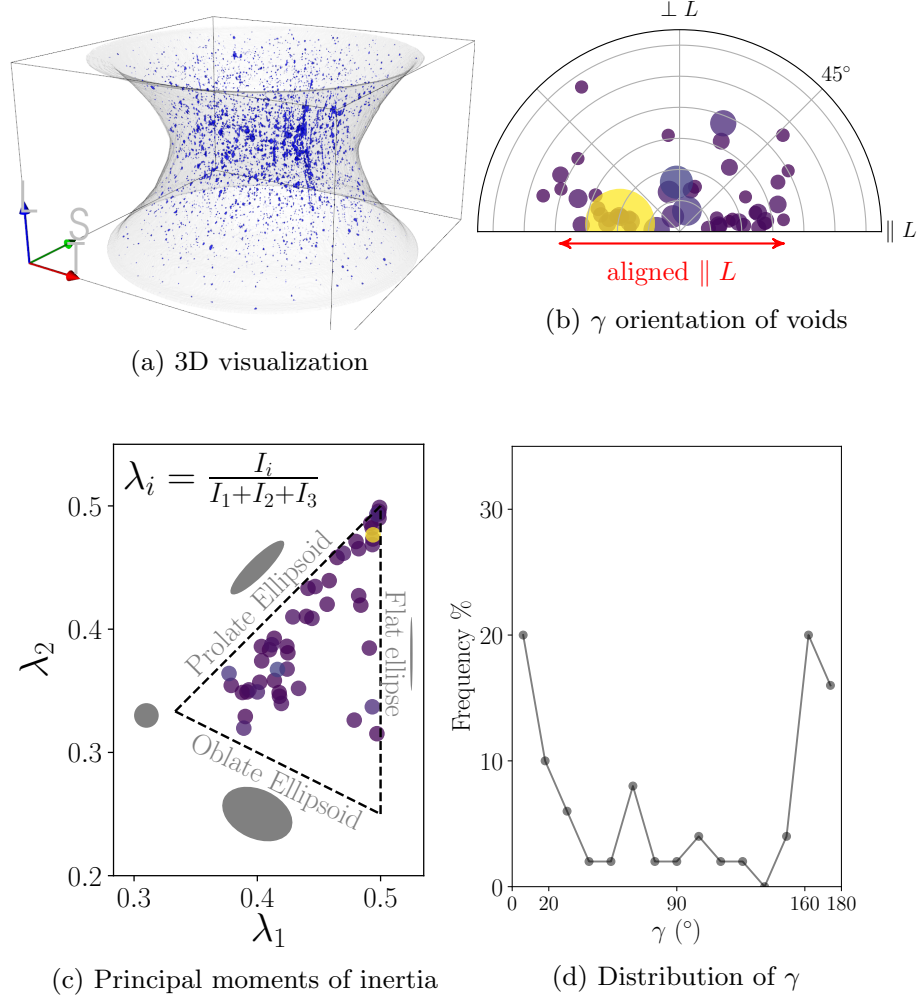 L
S
T
(a) 3D visualization
⊥ L
45°
∥ L
aligned ∥ L
(b) γ orientation of voids
λ_i = I_i / (I_1+I_2+I_3)
0.5
0.4
0.3
0.2
λ_2
Prolate Ellipsoid
Flat ellipse
Oblate Ellipsoid
0.3 0.4 0.5
λ_1
(c) Principal moments of inertia
30
20
10
0
Frequency %
0 20 90 160 180
γ (°)
(d) Distribution of γ